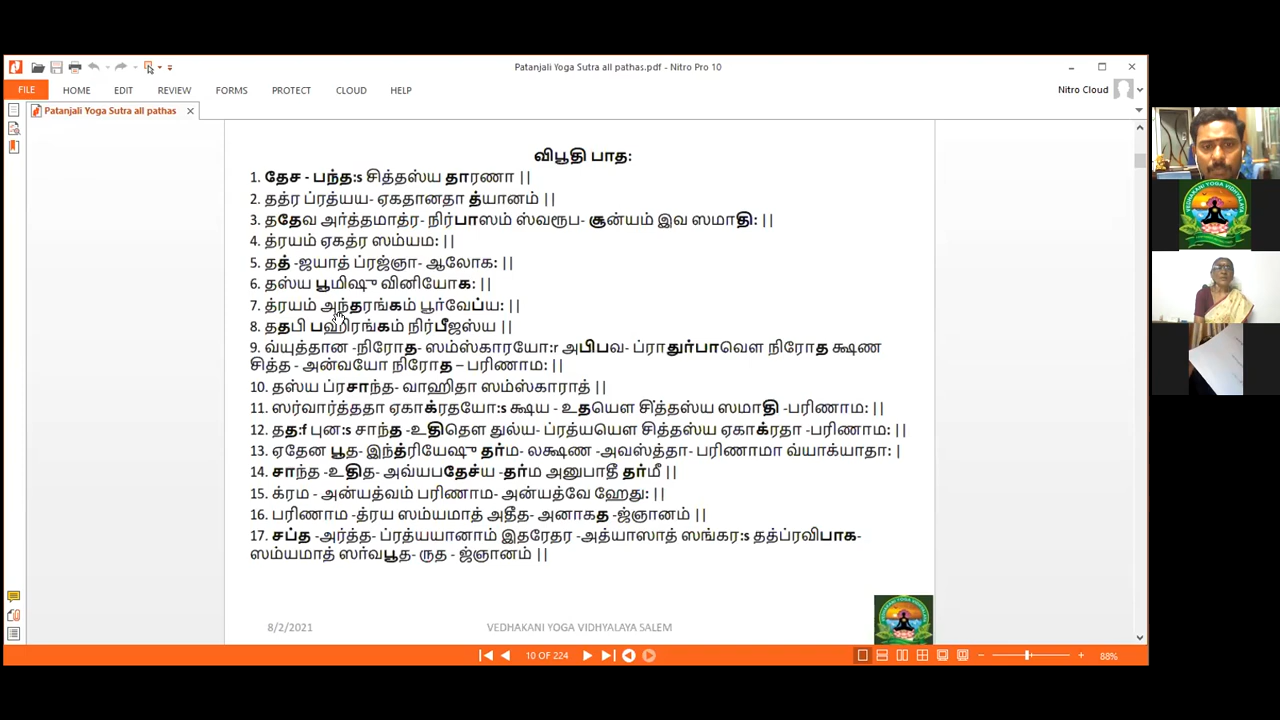 Patanjali Yoga Sutra all pathas.pdf - Nitro Pro 10
FILE HOME EDIT REVIEW FORMS PROTECT CLOUD HELP Nitro Cloud
Patanjali Yoga Sutra all pathas
விபூதி பாத:
1. தேச - பந்த:s சித்தஸ்ய தாரணா ||
2. தத்ர ப்ரத்யய- ஏகதானதா த்யானம் ||
3. ததேவ அர்த்தமாத்ர- நிர்பாஸம் ஸ்வரூப- சூன்யம் இவ ஸமாதி: ||
4. த்ரயம் ஏகத்ர ஸம்யம: ||
5. தத் -ஜயாத் ப்ரஜ்ஞா- ஆலோக: ||
6. தஸ்ய பூமிஷு வினியோக: ||
7. த்ரயம் அந்தரங்கம் பூர்வேப்ய: ||
8. ததபி பஹிரங்கம் நிர்பீஜஸ்ய ||
9. வ்யுத்தான -நிரோத- ஸம்ஸ்காரயோ:r அபிபவ- ப்ராதுர்பாவௌ நிரோத க்ஷண
சித்த - அன்வயோ நிரோத – பரிணாம: ||
10. தஸ்ய ப்ரசாந்த- வாஹிதா ஸம்ஸ்காராத் ||
11. ஸர்வார்த்ததா ஏகாக்ரதயோ:s க்ஷய - உதயௌ சித்தஸ்ய ஸமாதி -பரிணாம: ||
12. தத:f புன:s சாந்த -உதிதௌ துல்ய- ப்ரத்யயௌ சித்தஸ்ய ஏகாக்ரதா -பரிணாம: ||
13. ஏதேன பூத- இந்த்ரியேஷு தர்ம- லக்ஷண -அவஸ்த்தா- பரிணாமா வ்யாக்யாதா: |
14. சாந்த -உதித- அவ்யபதேச்ய -தர்ம அனுபாதீ தர்மீ ||
15. க்ரம - அன்யத்வம் பரிணாம- அன்யத்வே ஹேது: ||
16. பரிணாம -த்ரய ஸம்யமாத் அதீத- அனாகத -ஜ்ஞானம் ||
17. சப்த -அர்த்த- ப்ரத்யயானாம் இதரேதர -அத்யாஸாத் ஸங்கர:s தத்ப்ரவிபாக-
ஸம்யமாத் ஸர்வபூத- ருத - ஜ்ஞானம் ||
8/2/2021 VEDHAKANI YOGA VIDHYALAYA SALEM
10 OF 224 88%
VEDHAKANI YOGA VIDHYALAYA